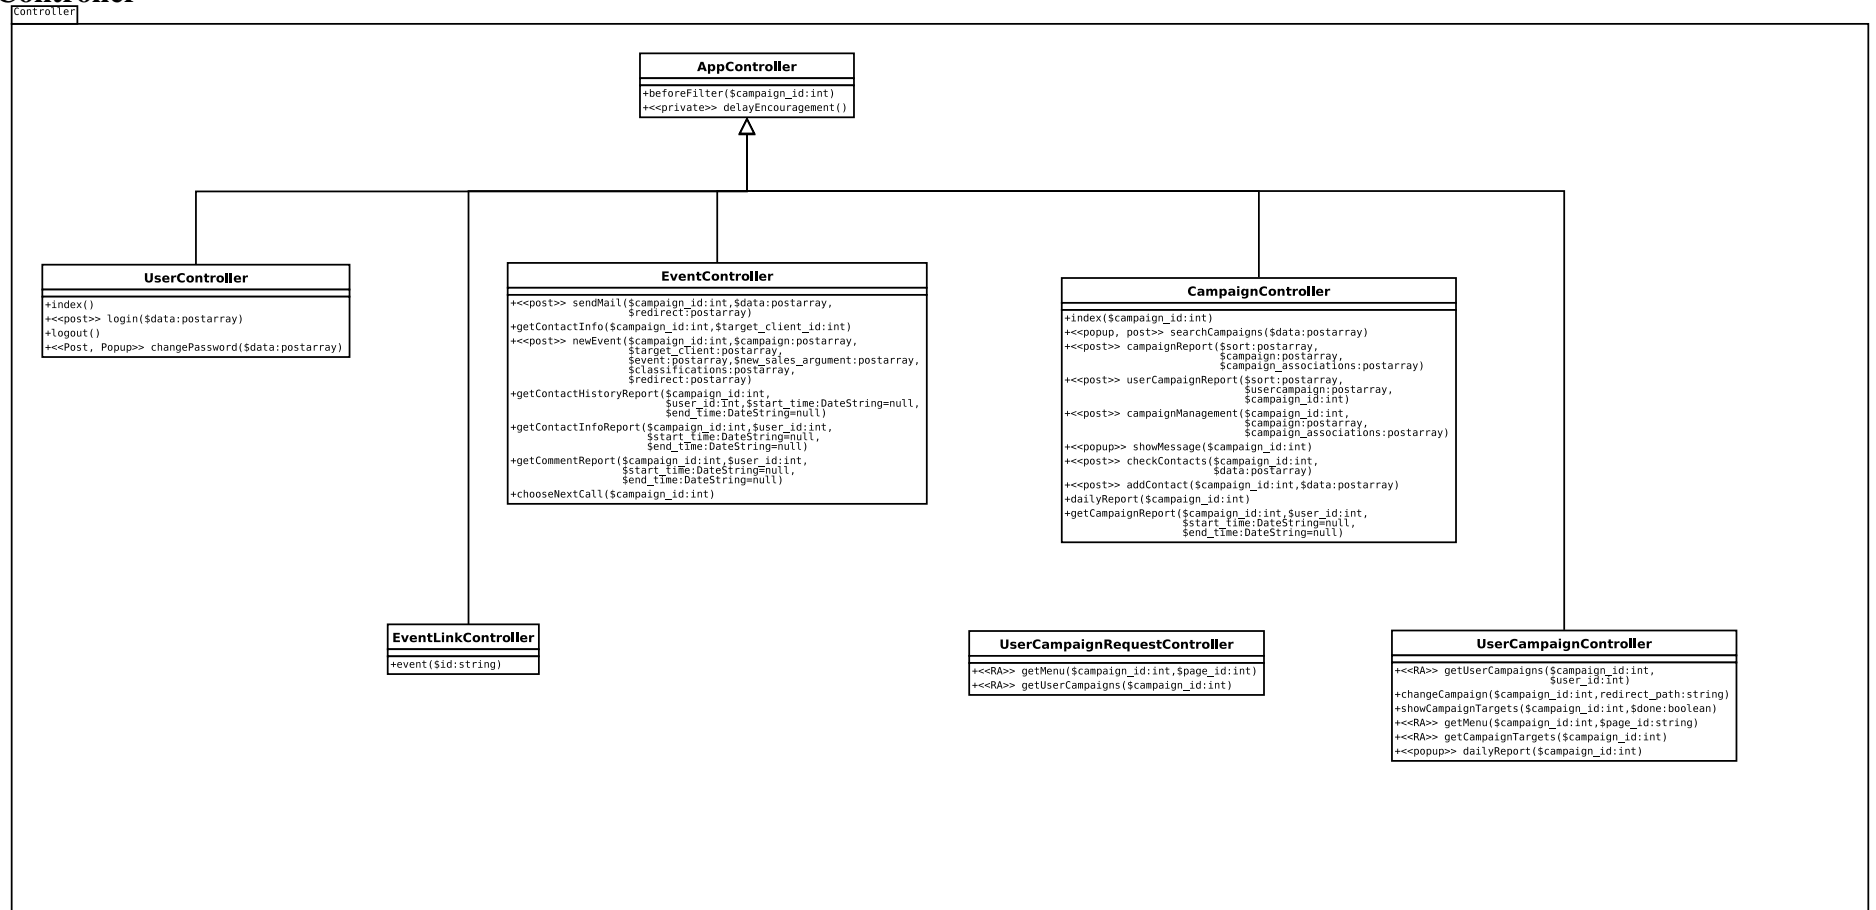 Controller
Controller
AppController
+beforeFilter($campaign_id:int)
+<<private>> delayEncouragement()
UserController
+index()
+<<post>> login($data:postarray)
+logout()
+<<Post, Popup>> changePassword($data:postarray)
EventController
+<<post>> sendMail($campaign_id:int,$data:postarray,
$redirect:postarray)
+getContactInfo($campaign_id:int,$target_client_id:int)
+<<post>> newEvent($campaign_id:int,$campaign:postarray,
$target_client:postarray,
$event:postarray,$new_sales_argument:postarray,
$classifications:postarray,
$redirect:postarray)
+getContactHistoryReport($campaign_id:int,
$user_id:int,$start_time:DateString=null,
$end_time:DateString=null)
+getContactInfoReport($campaign_id:int,$user_id:int,
$start_time:DateString=null,
$end_time:DateString=null)
+getCommentReport($campaign_id:int,$user_id:int,
$start_time:DateString=null,
$end_time:DateString=null)
+chooseNextCall($campaign_id:int)
CampaignController
+index($campaign_id:int)
+<<popup, post>> searchCampaigns($data:postarray)
+<<post>> campaignReport($sort:postarray,
$campaign:postarray,
$campaign_associations:postarray)
+<<post>> userCampaignReport($sort:postarray,
$usercampaign:postarray,
$campaign_id:int)
+<<post>> campaignManagement($campaign_id:int,
$campaign:postarray,
$campaign_associations:postarray)
+<<popup>> showMessage($campaign_id:int)
+<<post>> checkContacts($campaign_id:int,
$data:postarray)
+<<post>> addContact($campaign_id:int,$data:postarray)
+dailyReport($campaign_id:int)
+getCampaignReport($campaign_id:int,$user_id:int,
$start_time:DateString=null,
$end_time:DateString=null)
EventLinkController
+event($id:string)
UserCampaignRequestController
+<<RA>> getMenu($campaign_id:int,$page_id:int)
+<<RA>> getUserCampaigns($campaign_id:int)
UserCampaignController
+<<RA>> getUserCampaigns($campaign_id:int,
$user_id:int)
+changeCampaign($campaign_id:int,redirect_path:string)
+showCampaignTargets($campaign_id:int,$done:boolean)
+<<RA>> getMenu($campaign_id:int,$page_id:string)
+<<RA>> getCampaignTargets($campaign_id:int)
+<<popup>> dailyReport($campaign_id:int)